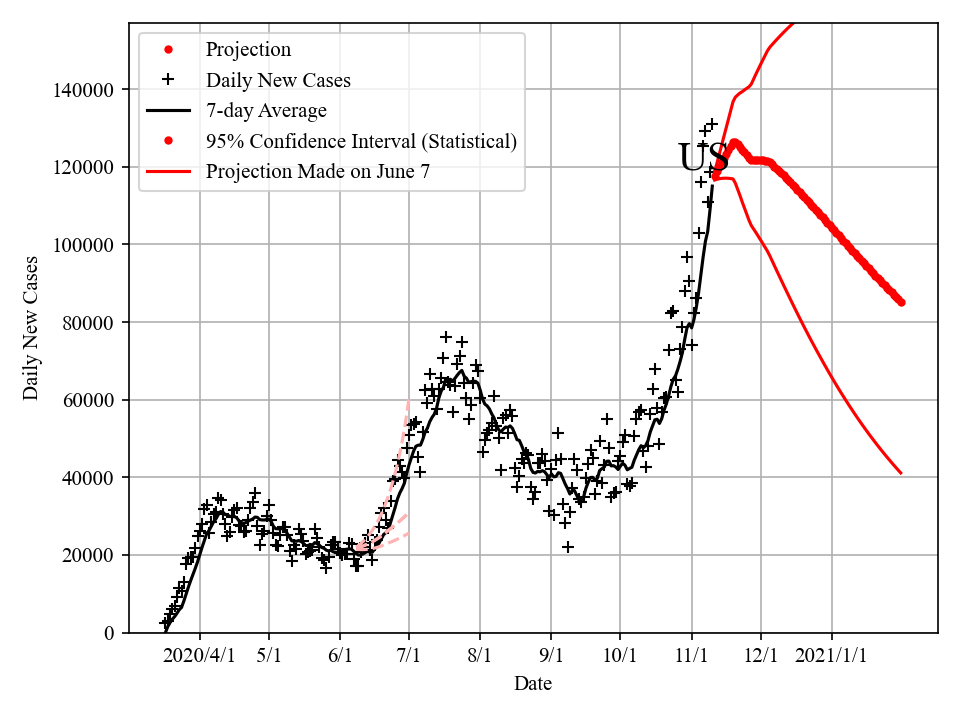 Projection
Daily New Cases
7-day Average
95% Confidence Interval (Statistical)
Projection Made on June 7
US
140000
120000
100000
80000
60000
40000
20000
0
Daily New Cases
2020/4/1 5/1 6/1 7/1 8/1 9/1 10/1 11/1 12/1 2021/1/1
Date